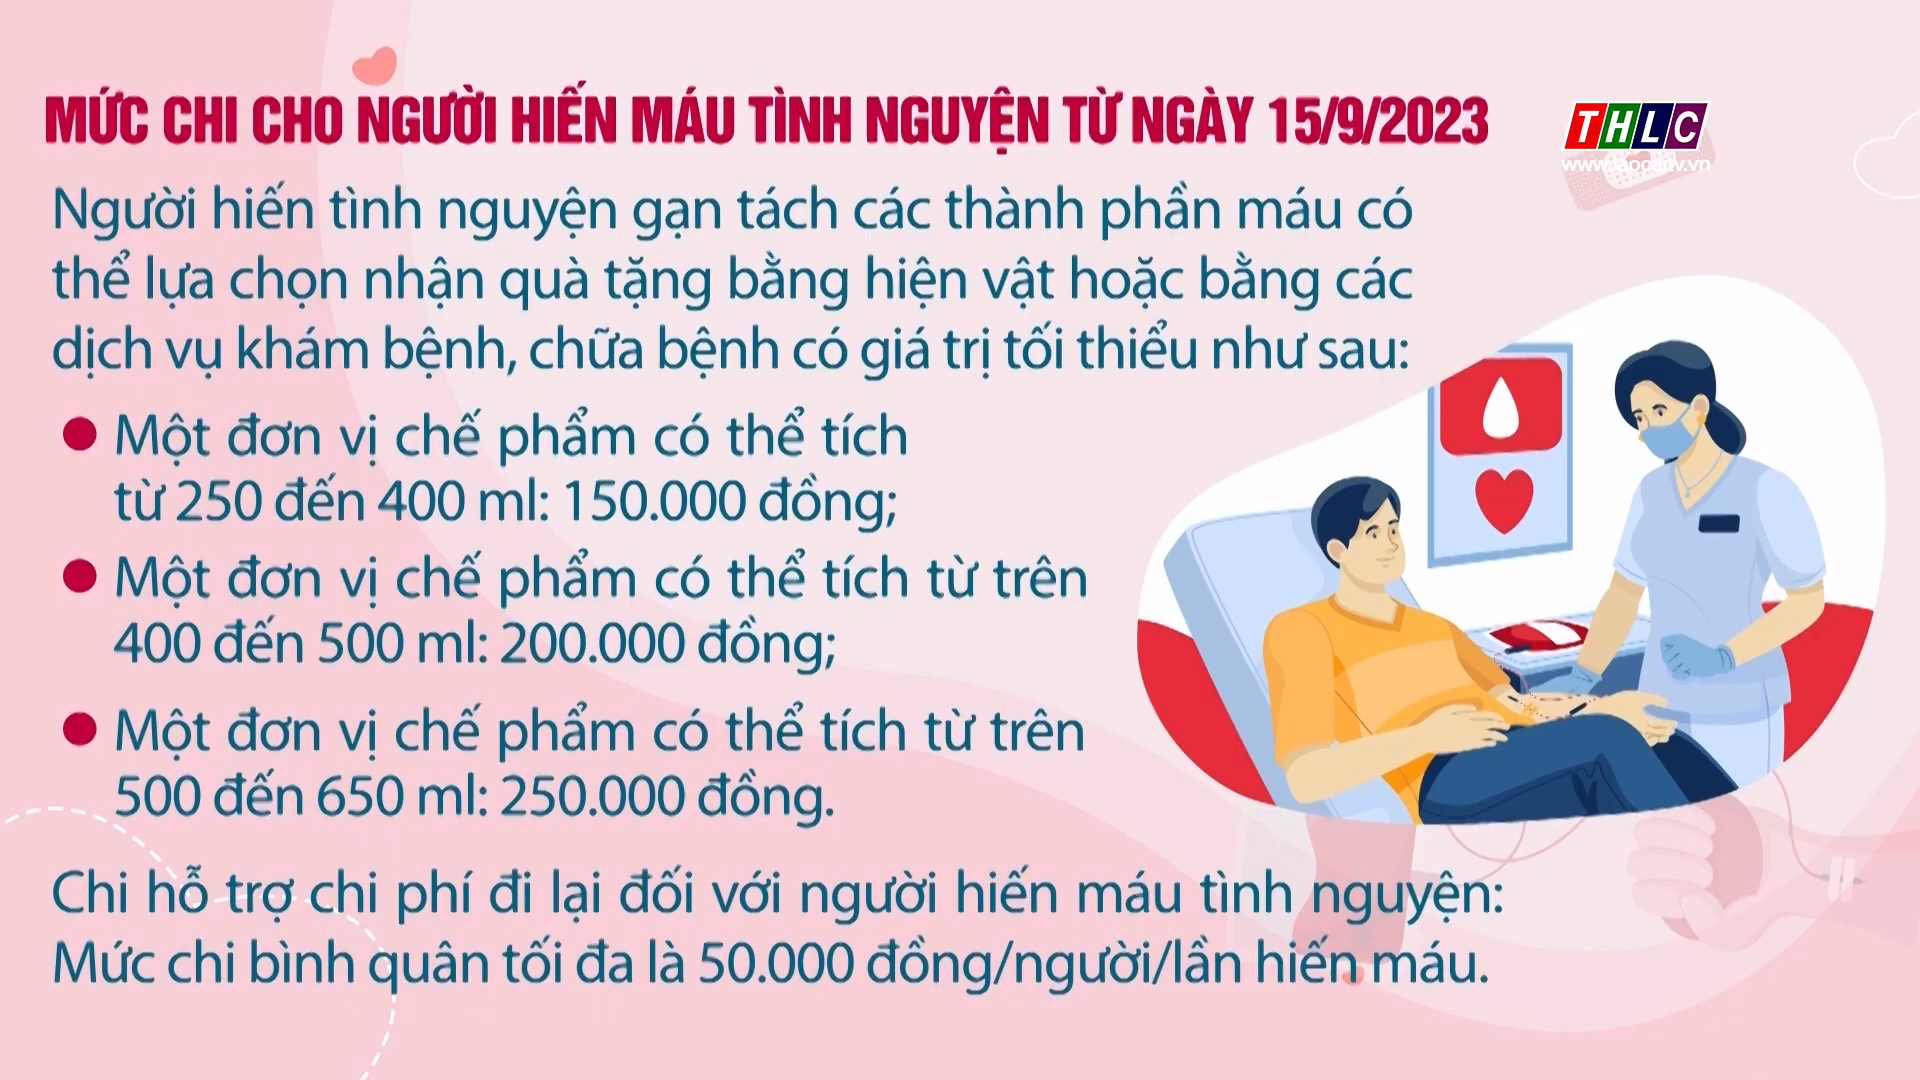 MỨC CHI CHO NGƯỜI HIẾN MÁU TÌNH NGUYỆN TỪ NGÀY 15/9/2023
THLC
www.laocaitv.vn
Người hiến tình nguyện gạn tách các thành phần máu có
thể lựa chọn nhận quà tặng bằng hiện vật hoặc bằng các
dịch vụ khám bệnh, chữa bệnh có giá trị tối thiểu như sau:
Một đơn vị chế phẩm có thể tích
từ 250 đến 400 ml: 150.000 đồng;
Một đơn vị chế phẩm có thể tích từ trên
400 đến 500 ml: 200.000 đồng;
Một đơn vị chế phẩm có thể tích từ trên
500 đến 650 ml: 250.000 đồng.
Chi hỗ trợ chi phí đi lại đối với người hiến máu tình nguyện:
Mức chi bình quân tối đa là 50.000 đồng/người/lần hiến máu.